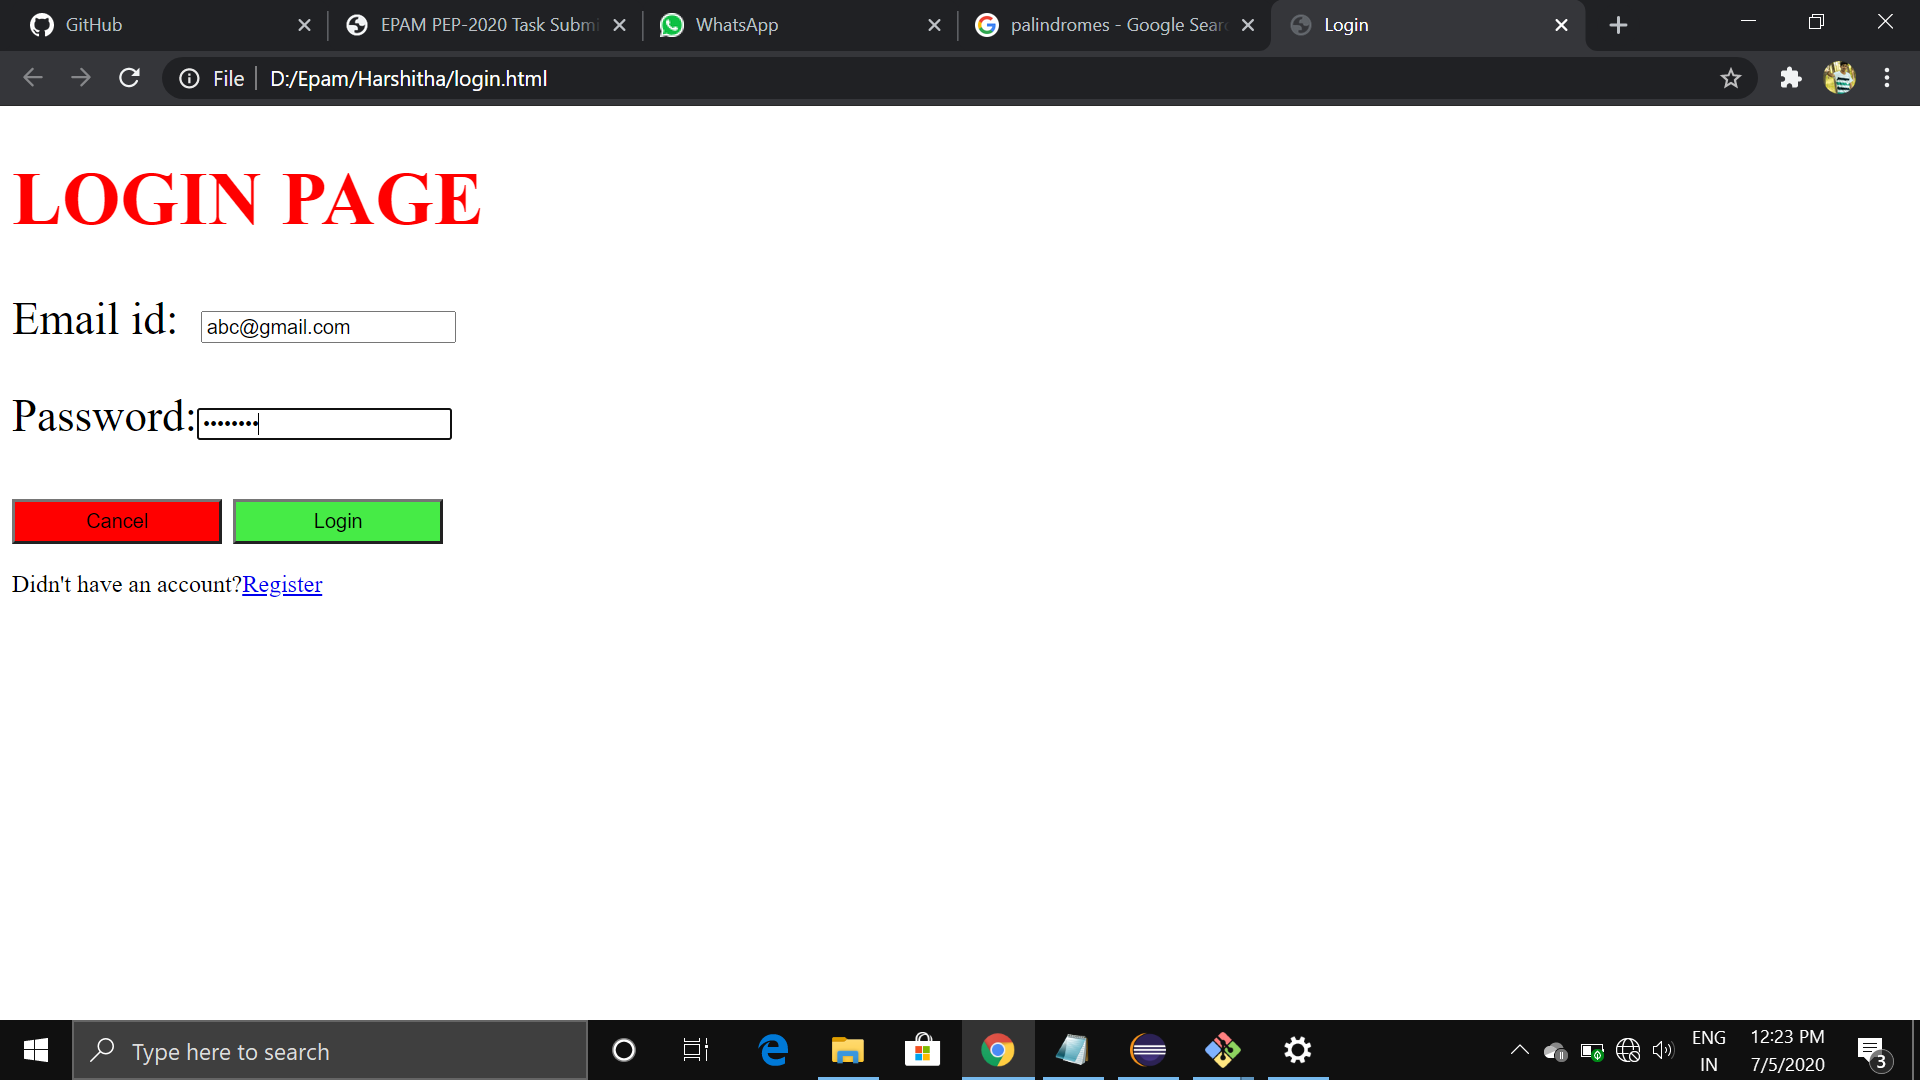 GitHub
EPAM PEP-2020 Task Submi
WhatsApp
palindromes - Google Sear
Login
File
D:/Epam/Harshitha/login.html
LOGIN PAGE
Email id: abc@gmail.com
Password:••••••••
Cancel Login
Didn't have an account?Register
Type here to search
ENG
IN
12:23 PM
7/5/2020
3